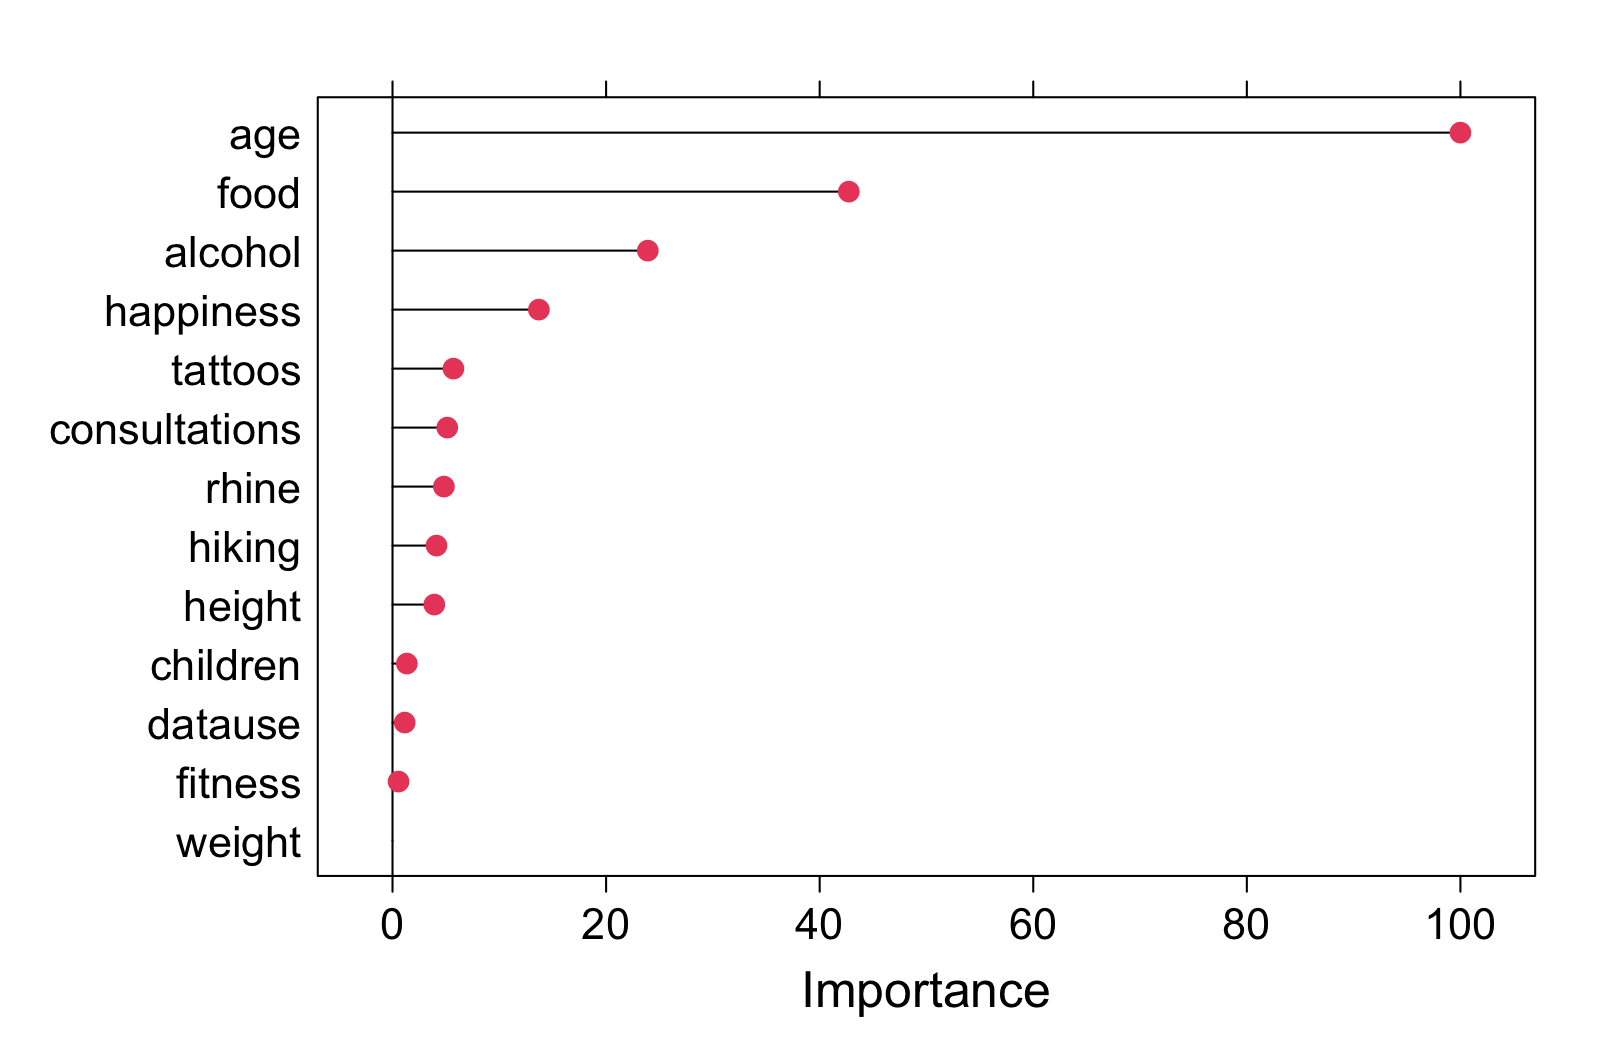 age
food
alcohol
happiness
tattoos
consultations
rhine
hiking
height
children
datause
fitness
weight
0 20 40 60 80 100
Importance